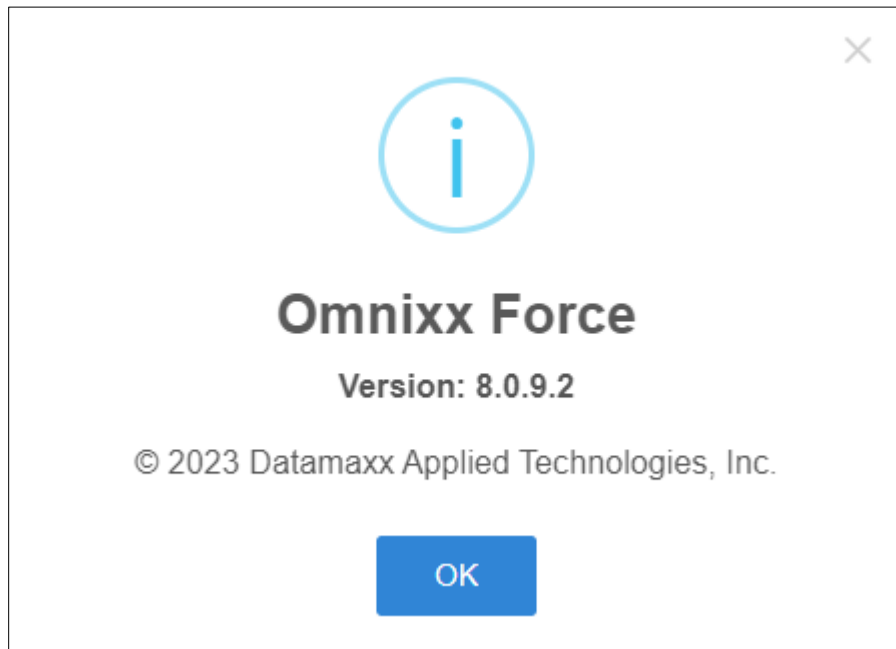 Omnixx Force
Version: 8.0.9.2
© 2023 Datamaxx Applied Technologies, Inc.
OK